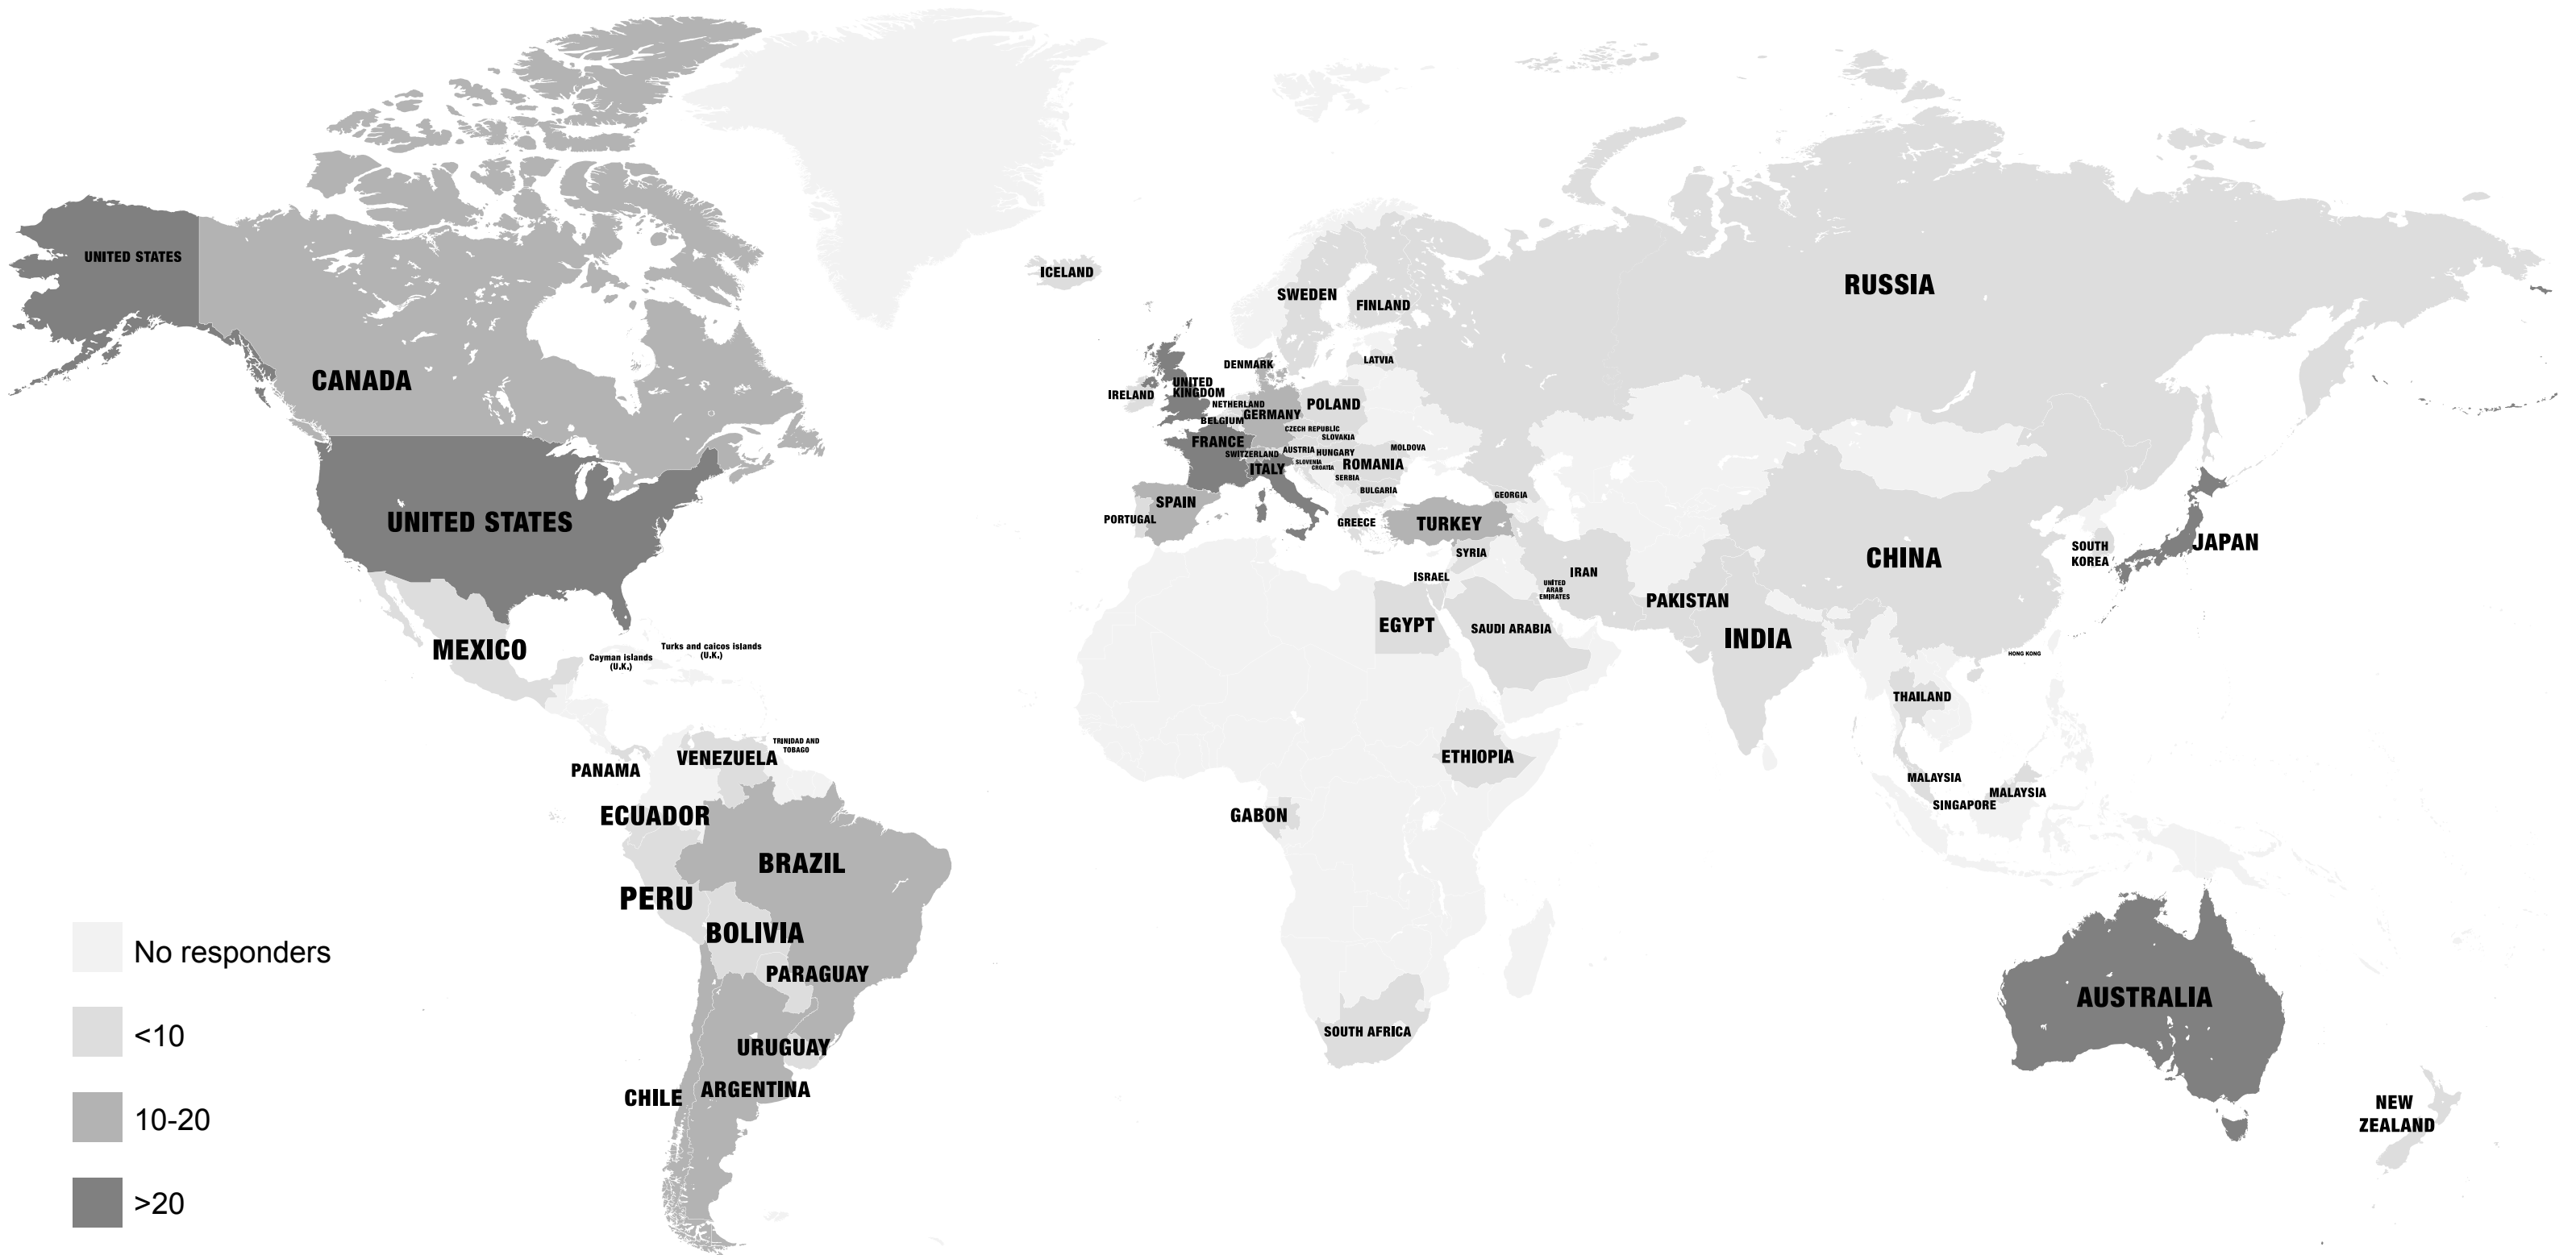 UNITED STATES
CANADA
UNITED STATES
MEXICO
Cayman islands
(U.K.)
Turks and caicos islands
(U.K.)
PANAMA
VENEZUELA
TRINIDAD AND
TOBAGO
ECUADOR
BRAZIL
PERU
BOLIVIA
PARAGUAY
URUGUAY
CHILE
ARGENTINA
ICELAND
SWEDEN
FINLAND
DENMARK
LATVIA
IRELAND
UNITED
KINGDOM
NETHERLAND
BELGIUM
GERMANY
POLAND
CZECH REPUBLIC
SLOVAKIA
FRANCE
SWITZERLAND
AUSTRIA
HUNGARY
MOLDOVA
ITALY
SLOVENIA
CROATIA
ROMANIA
SERBIA
BULGARIA
SPAIN
PORTUGAL
GREECE
TURKEY
GEORGIA
SYRIA
ISRAEL
IRAN
UNITED
ARAB
EMIRATES
EGYPT
SAUDI ARABIA
ETHIOPIA
GABON
SOUTH AFRICA
RUSSIA
CHINA
PAKISTAN
INDIA
SOUTH
KOREA
JAPAN
HONG KONG
THAILAND
MALAYSIA
MALAYSIA
SINGAPORE
AUSTRALIA
NEW
ZEALAND
No responders
<10
10-20
>20